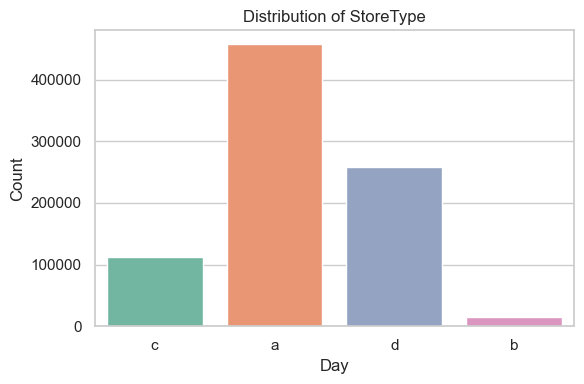 Distribution of StoreType
Count
400000
300000
200000
100000
0
c a d b
Day